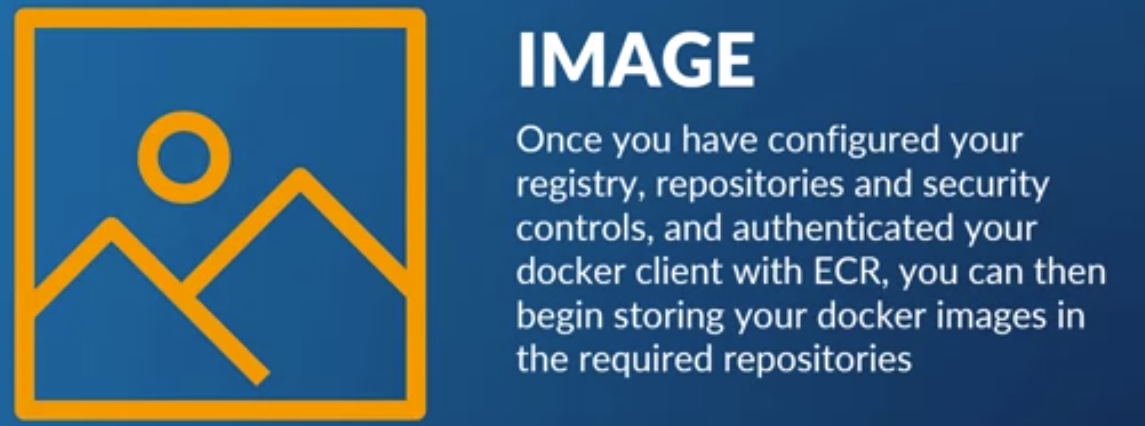 IMAGE
Once you have configured your
registry, repositories and security
controls, and authenticated your
docker client with ECR, you can then
begin storing your docker images in
the required repositories